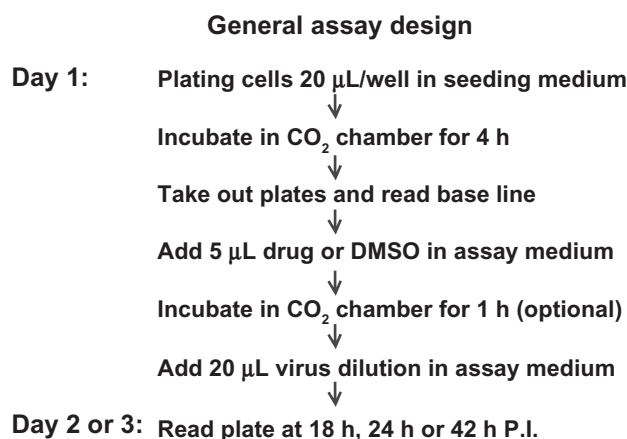 General assay design
Day 1: Plating cells 20 µL/well in seeding medium
Incubate in CO₂ chamber for 4 h
Take out plates and read base line
Add 5 µL drug or DMSO in assay medium
Incubate in CO₂ chamber for 1 h (optional)
Add 20 µL virus dilution in assay medium
Day 2 or 3: Read plate at 18 h, 24 h or 42 h P.I.